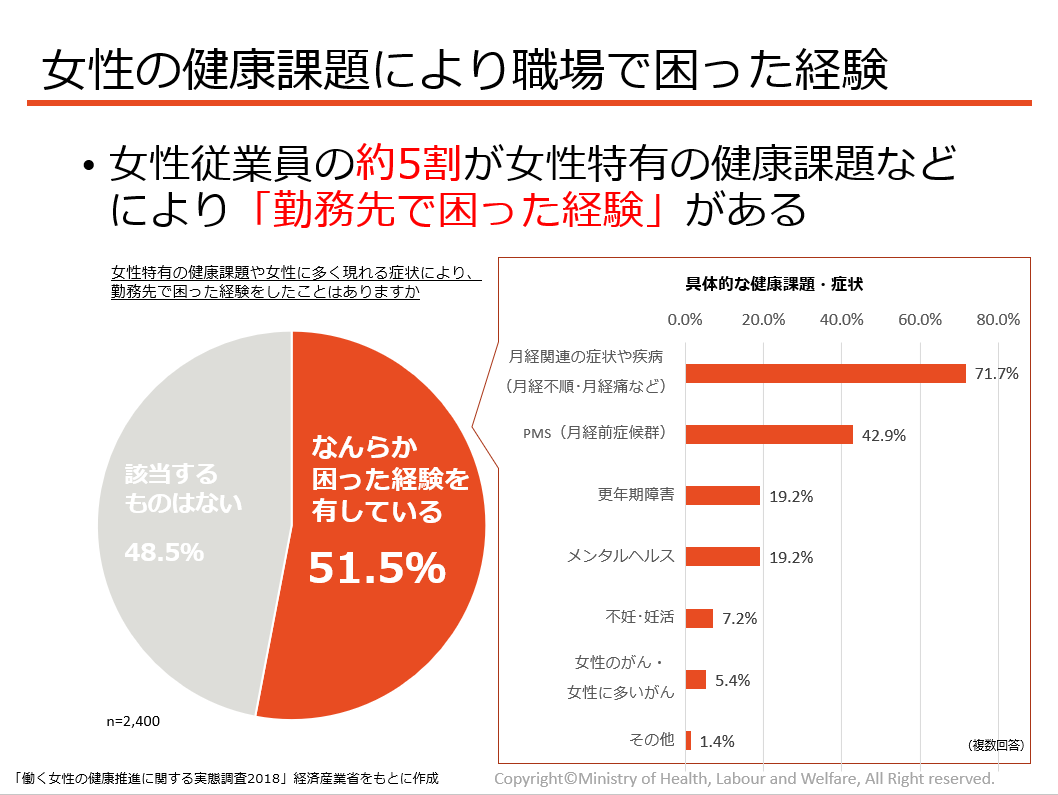 女性の健康課題により職場で困った経験
• 女性従業員の約5割が女性特有の健康課題など
により「勤務先で困った経験」がある
女性特有の健康課題や女性に多く現れる症状により、
勤務先で困った経験をしたことはありますか
該当する
ものはない
48.5%
なんらか
困った経験を
有している
51.5%
n=2,400
具体的な健康課題・症状
0.0% 20.0% 40.0% 60.0% 80.0%
月経関連の症状や疾病
（月経不順･月経痛など）
71.7%
PMS（月経前症候群）
42.9%
更年期障害
19.2%
メンタルヘルス
19.2%
不妊･妊活
7.2%
女性のがん・
女性に多いがん
5.4%
その他
1.4%
（複数回答）
「働く女性の健康推進に関する実態調査2018」経済産業省をもとに作成
Copyright©Ministry of Health, Labour and Welfare, All Right reserved.